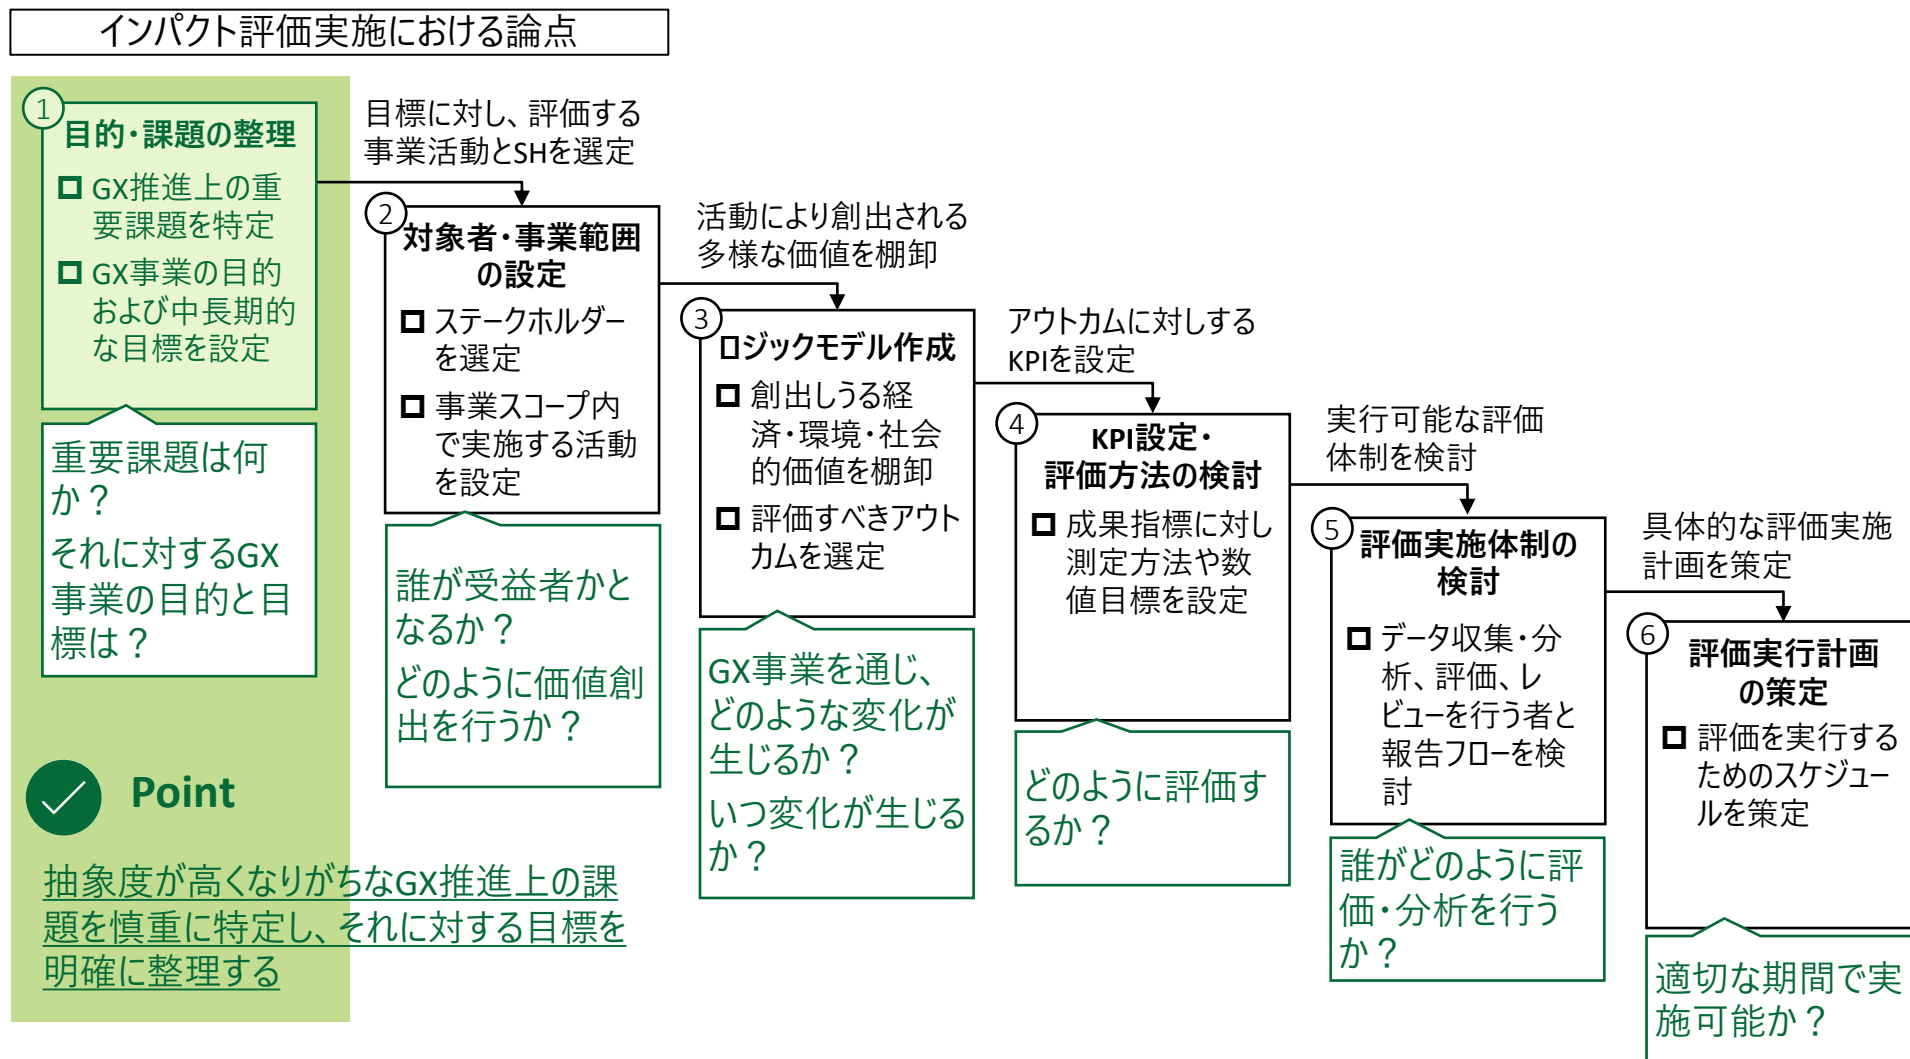 インパクト評価実施における論点
1
目的・課題の整理
GX推進上の重
要課題を特定
GX事業の目的
および中長期的
な目標を設定
重要課題は何
か？
それに対するGX
事業の目的と目
標は？
Point
抽象度が高くなりがちなGX推進上の課
題を慎重に特定し、それに対する目標を
明確に整理する
目標に対し、評価する
事業活動とSHを選定
2
対象者・事業範囲
の設定
ステークホルダー
を選定
事業スコープ内
で実施する活動
を設定
誰が受益者かと
なるか？
どのように価値創
出を行うか？
活動により創出される
多様な価値を棚卸
3
ロジックモデル作成
創出しうる経
済・環境・社会
的価値を棚卸
評価すべきアウト
カムを選定
GX事業を通じ、
どのような変化が
生じるか？
いつ変化が生じる
か？
アウトカムに対しする
KPIを設定
4
KPI設定・
評価方法の検討
成果指標に対し
測定方法や数
値目標を設定
どのように評価す
るか？
実行可能な評価
体制を検討
5
評価実施体制の
検討
データ収集・分
析、評価、レ
ビューを行う者と
報告フローを検
討
誰がどのように評
価・分析を行う
か？
具体的な評価実施
計画を策定
6
評価実行計画
の策定
評価を実行する
ためのスケジュー
ルを策定
適切な期間で実
施可能か？